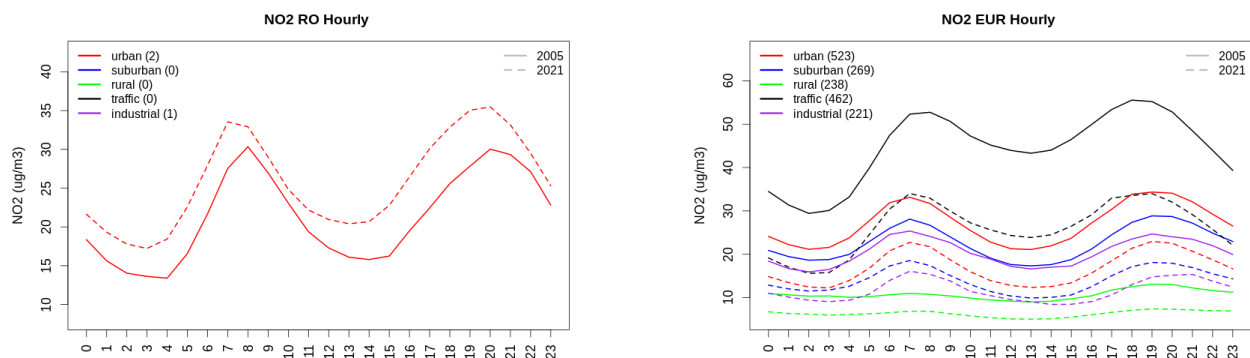 NO2 RO Hourly
NO2 (ug/m3)
40
35
30
25
20
15
10
urban (2)
suburban (0)
rural (0)
traffic (0)
industrial (1)
2005
2021
0 1 2 3 4 5 6 7 8 9 10 11 12 13 14 15 16 17 18 19 20 21 22 23
NO2 EUR Hourly
NO2 (ug/m3)
60
50
40
30
20
10
urban (523)
suburban (269)
rural (238)
traffic (462)
industrial (221)
2005
2021
0 1 2 3 4 5 6 7 8 9 10 11 12 13 14 15 16 17 18 19 20 21 22 23